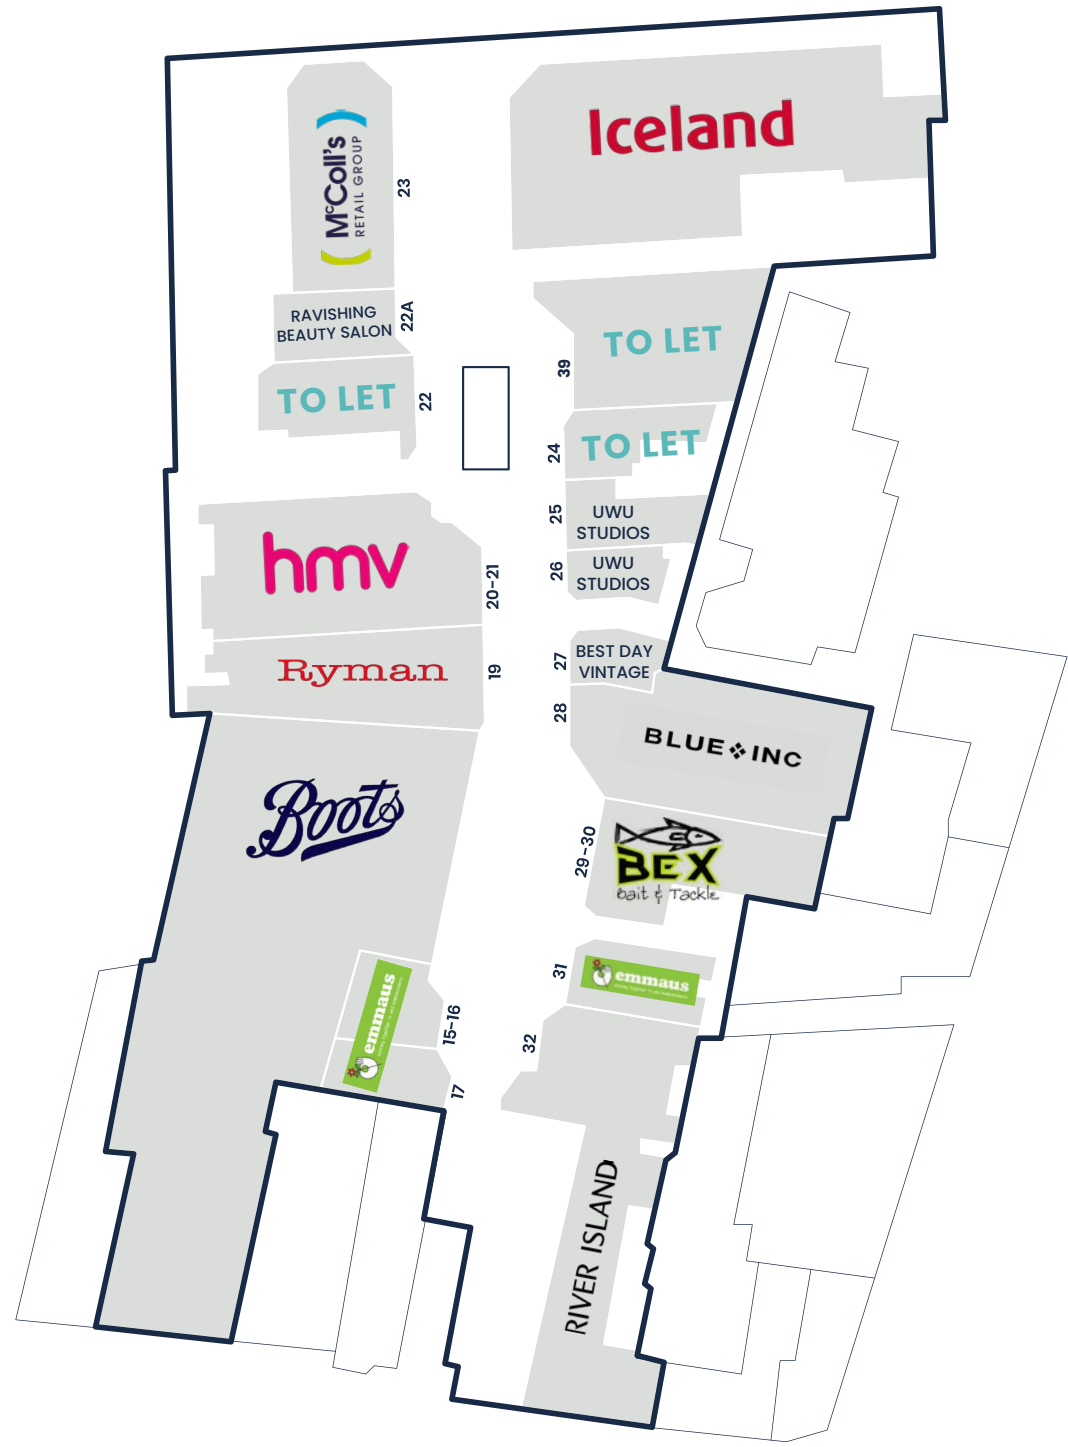 Iceland
McColl's
RETAIL GROUP
23
RAVISHING
BEAUTY SALON
22A
TO LET
22
TO LET
39
TO LET
24
UWU
STUDIOS
25
UWU
STUDIOS
26
hmv
20-21
Ryman
19
BEST DAY
VINTAGE
27
28
BLUE INC
Boots
29-30
BEX
Bait & Tackle
31
emmaus
emmaus
15-16
17
32
RIVER ISLAND